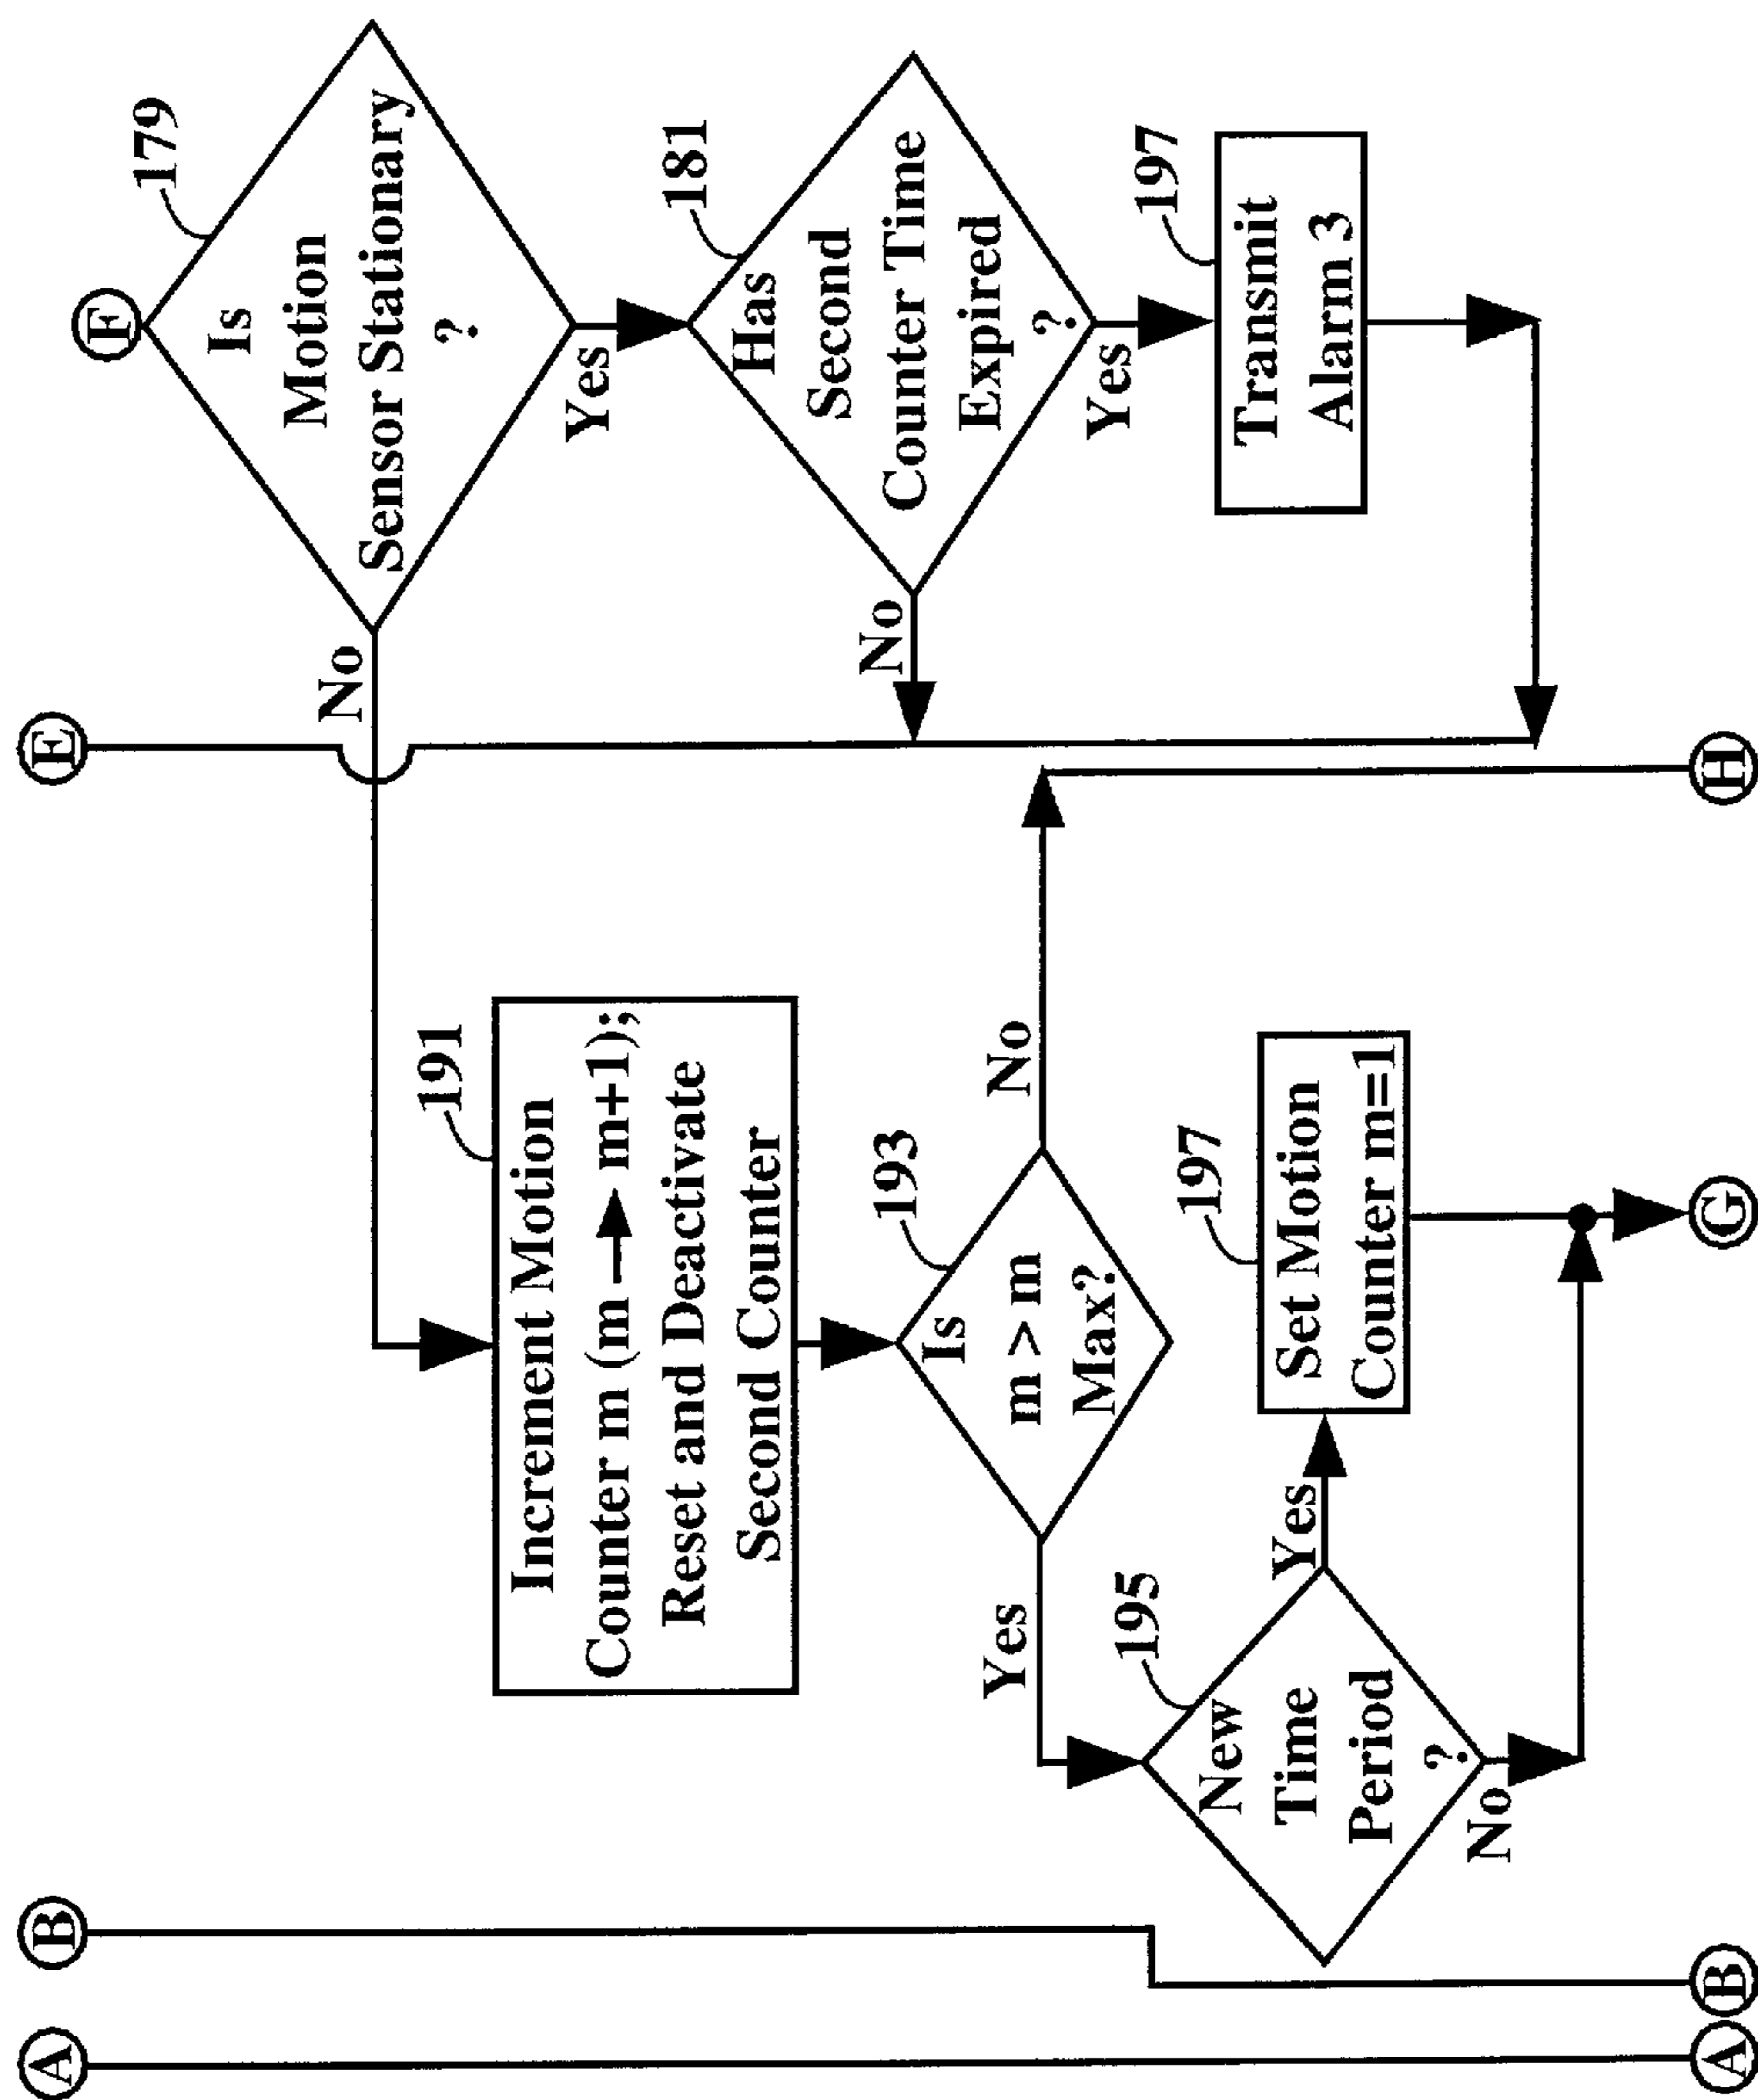 A
B
E
F
179
Is
Motion
Sensor Stationary
?
No
Yes
191
Increment Motion
Counter m (m → m+1);
Reset and Deactivate
Second Counter
181
Has
Second
Counter Time
Expired
?
No
Yes
193
Is
m > m
Max?
Yes
No
195
New
Time
Period
?
Yes
No
197
Set Motion
Counter m=1
197
Transmit
Alarm 3
A
B
G
H